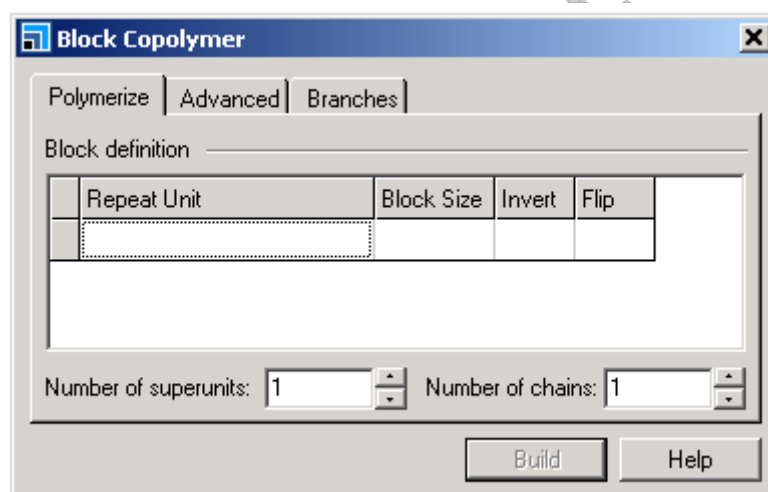 Block Copolymer
Polymerize Advanced Branches
Block definition
Repeat Unit Block Size Invert Flip
Number of superunits: 1 Number of chains: 1
Build Help